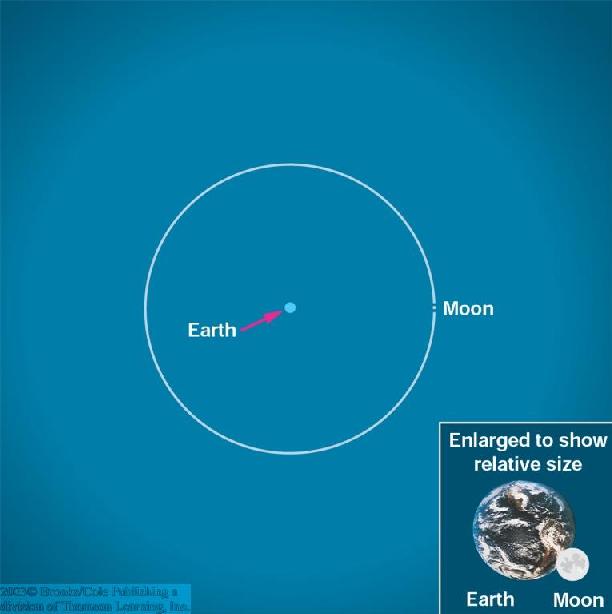 Moon
Earth
Enlarged to show
relative size
Earth Moon
2003© Brooks/Cole Publishing a
division of Thomson Learning, Inc.